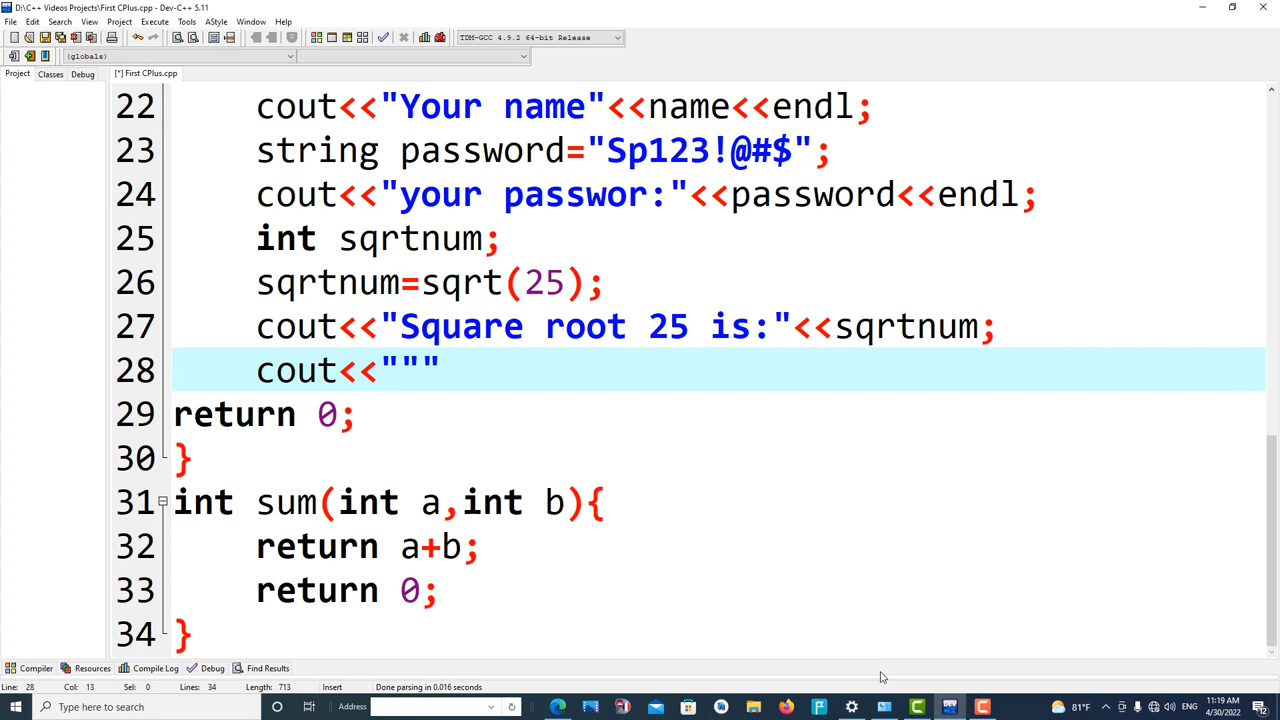 D:\C++ Videos Projects\First CPlus.cpp - Dev-C++ 5.11
File Edit Search View Project Execute Tools AStyle Window Help
TDM-GCC 4.9.2 64-bit Release
(globals)
Project Classes Debug [*] First CPlus.cpp
22 cout<<"Your name"<<name<<endl;
23 string password="Sp123!@#$";
24 cout<<"your passwor:"<<password<<endl;
25 int sqrtnum;
26 sqrtnum=sqrt(25);
27 cout<<"Square root 25 is:"<<sqrtnum;
28 cout<<"""
29 return 0;
30 }
31 int sum(int a,int b){
32 return a+b;
33 return 0;
34 }
Compiler Resources Compile Log Debug Find Results
Line: 28 Col: 13 Sel: 0 Lines: 34 Length: 713 Insert Done parsing in 0.016 seconds
Type here to search Address 81°F ENG 11:19 AM
4/30/2022 12